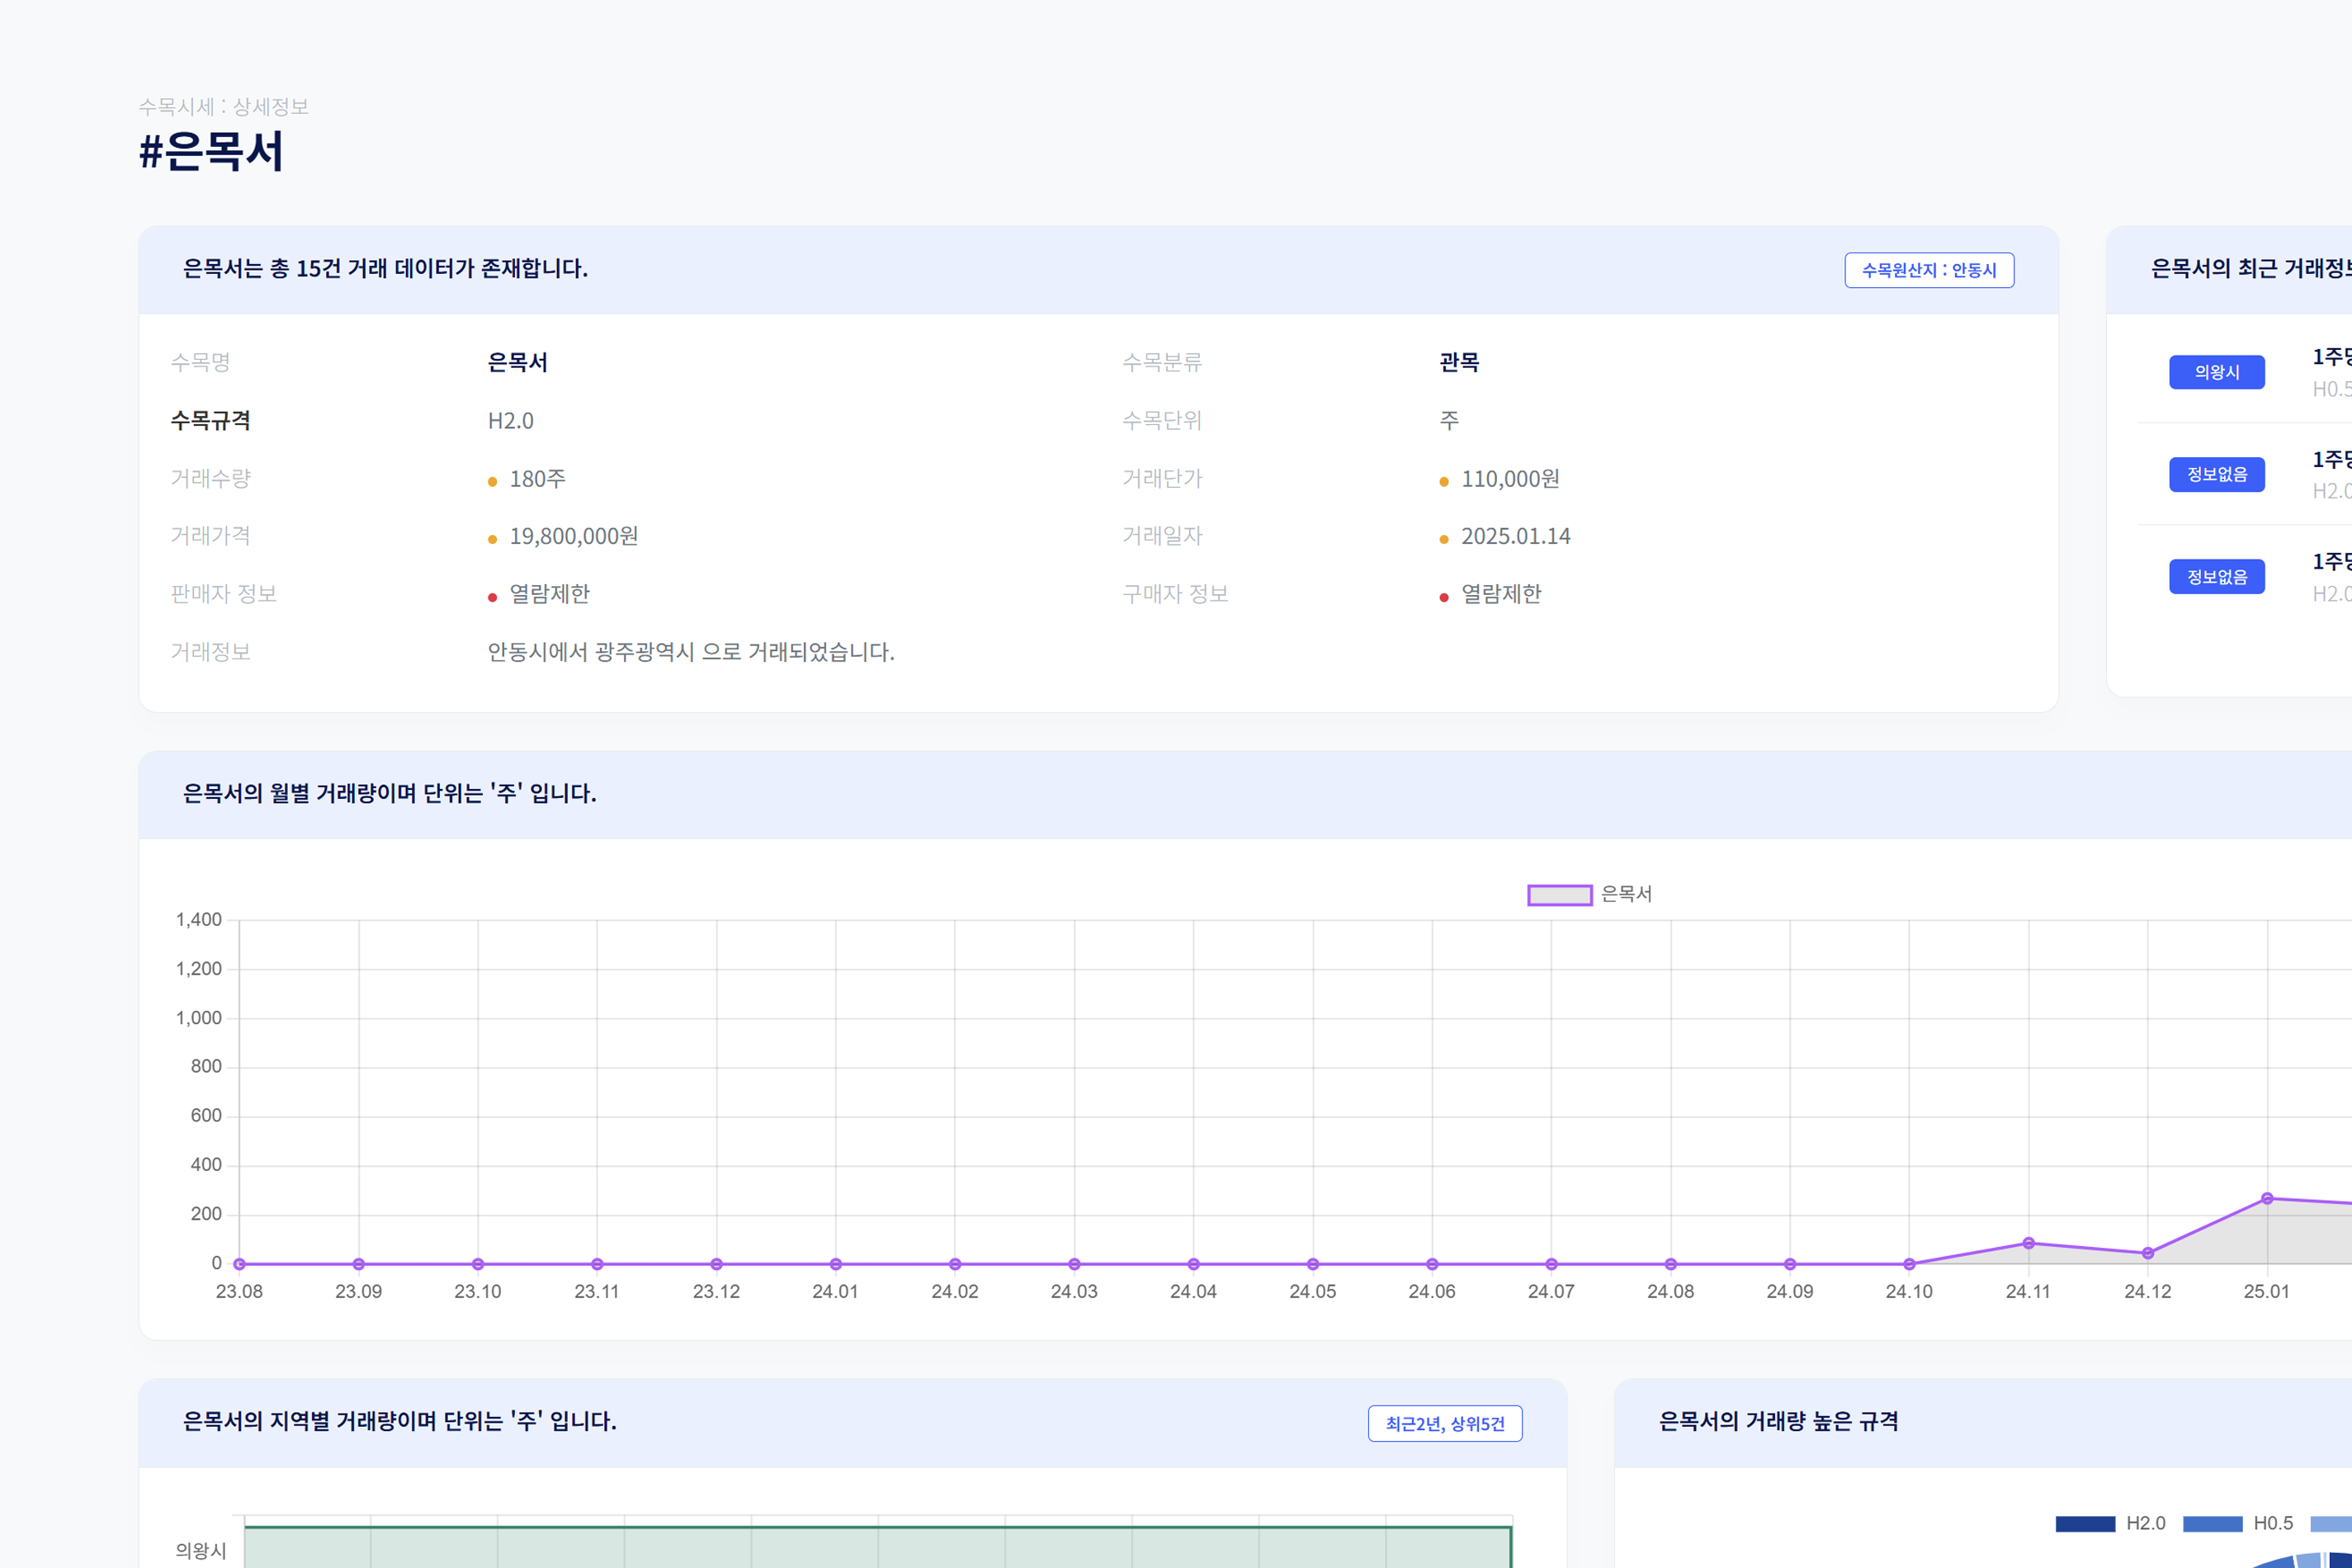 수목시세 : 상세정보
#은목서
은목서는 총 15건 거래 데이터가 존재합니다.
수목원산지 : 안동시
수목명 은목서 수목분류 관목
수목규격 H2.0 수목단위 주
거래수량 180주 거래단가 110,000원
거래가격 19,800,000원 거래일자 2025.01.14
판매자 정보 열람제한 구매자 정보 열람제한
거래정보 안동시에서 광주광역시 으로 거래되었습니다.
은목서의 최근 거래정보
의왕시 1주당
H0.5
정보없음 1주당
H2.0
정보없음 1주당
H2.0
은목서의 월별 거래량이며 단위는 '주' 입니다.
은목서
1,400
1,200
1,000
800
600
400
200
0
23.08 23.09 23.10 23.11 23.12 24.01 24.02 24.03 24.04 24.05 24.06 24.07 24.08 24.09 24.10 24.11 24.12 25.01
은목서의 지역별 거래량이며 단위는 '주' 입니다.
최근2년, 상위5건
의왕시
은목서의 거래량 높은 규격
H2.0 H0.5